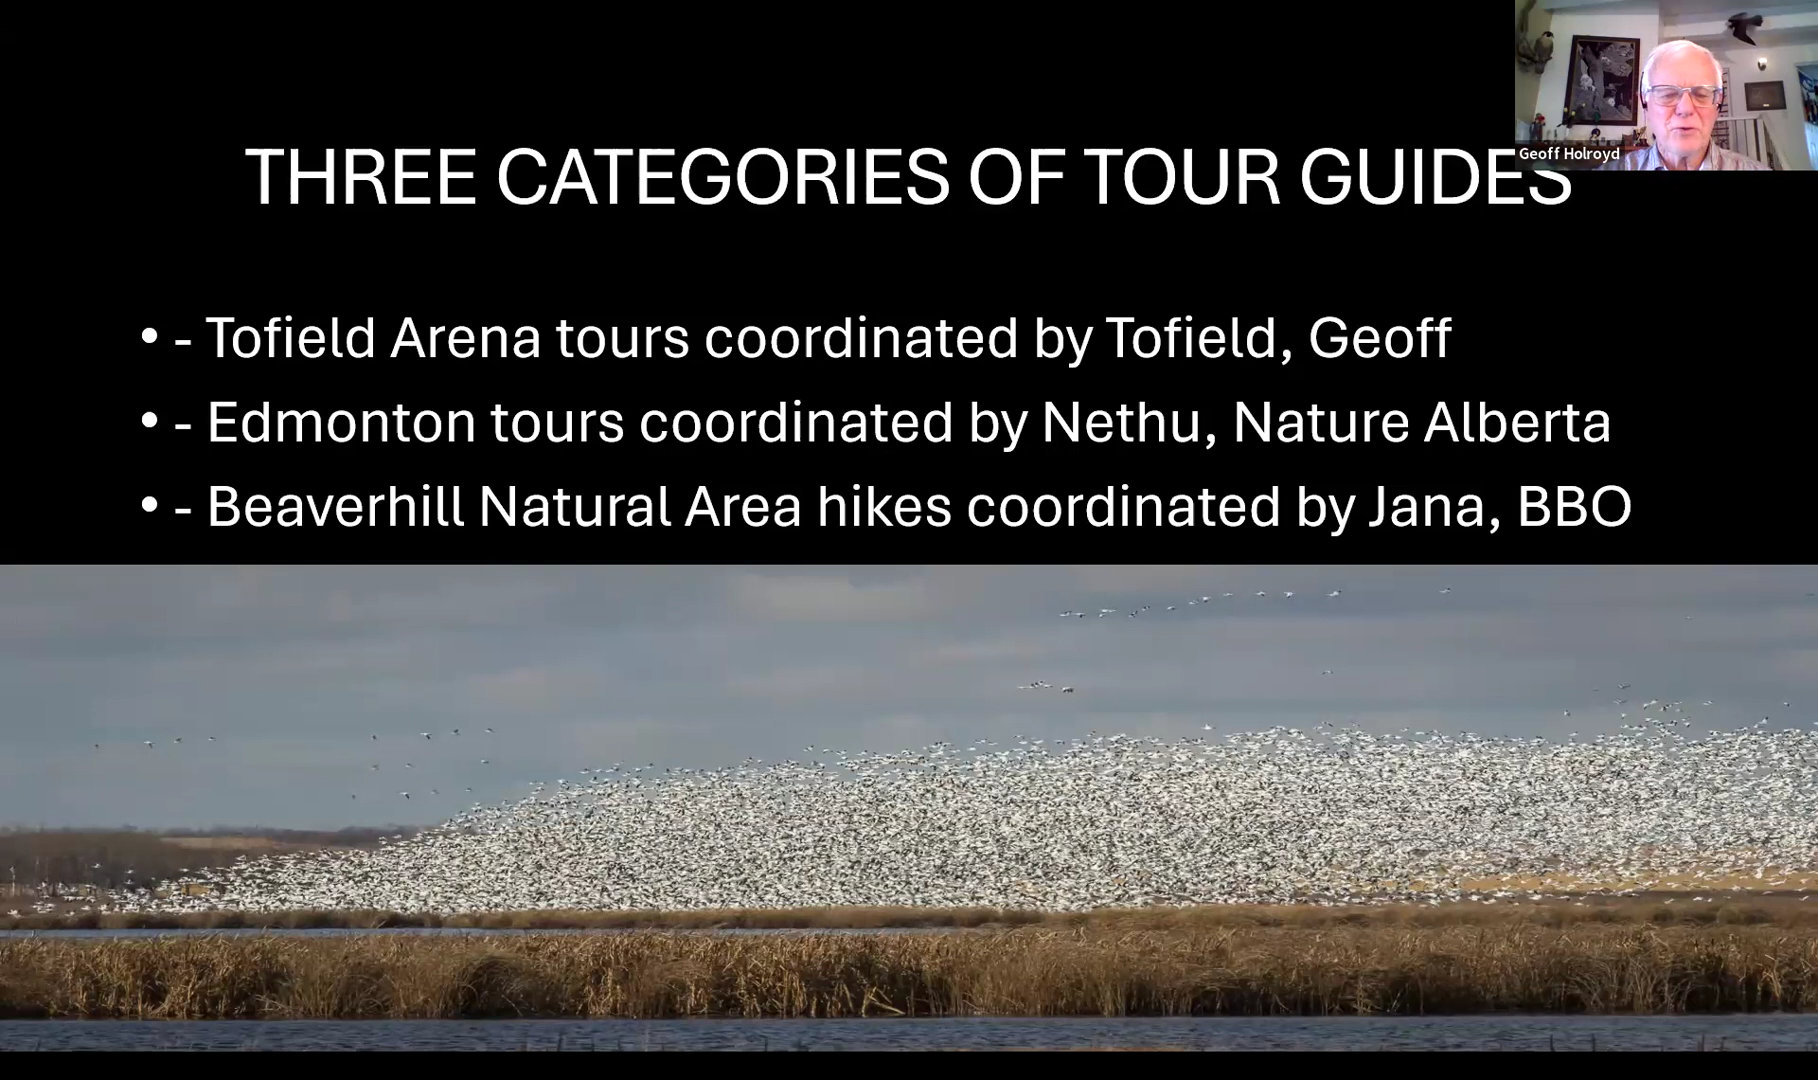 Geoff Holroyd
THREE CATEGORIES OF TOUR GUIDES
• - Tofield Arena tours coordinated by Tofield, Geoff
• - Edmonton tours coordinated by Nethu, Nature Alberta
• - Beaverhill Natural Area hikes coordinated by Jana, BBO